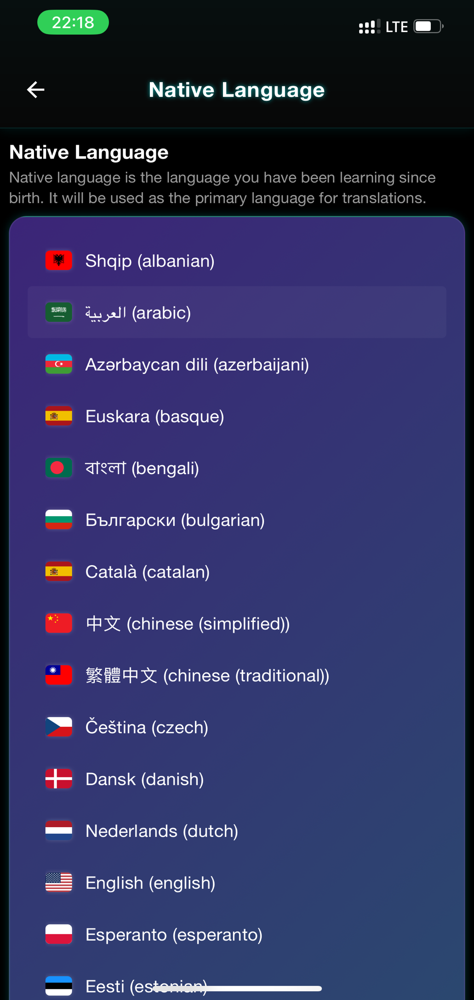 22:18
LTE
Native Language
Native Language
Native language is the language you have been learning since
birth. It will be used as the primary language for translations.
Shqip (albanian)
العربية (arabic)
Azərbaycan dili (azerbaijani)
Euskara (basque)
বাংলা (bengali)
Български (bulgarian)
Català (catalan)
中文 (chinese (simplified))
繁體中文 (chinese (traditional))
Čeština (czech)
Dansk (danish)
Nederlands (dutch)
English (english)
Esperanto (esperanto)
Eesti (estonian)